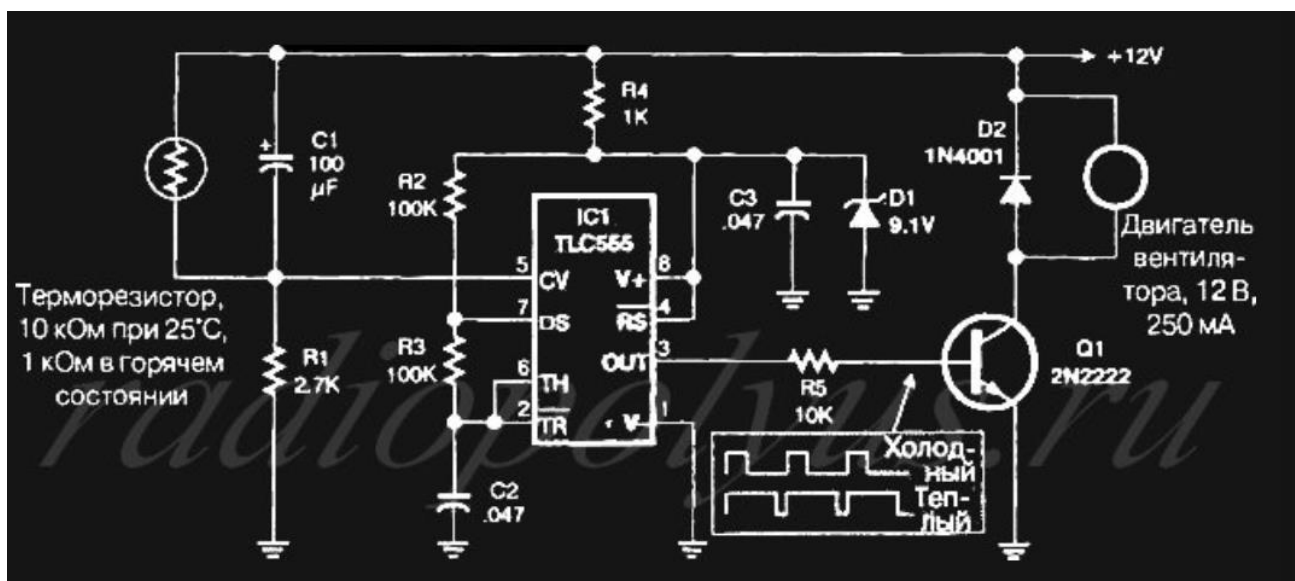 +12V
R4
1K
C1
100
µF
R2
100K
D2
1N4001
IC1
TLC555
C3
.047
D1
9.1V
Двигатель
вентиля-
тора, 12 В,
250 мА
5
CV
V+
8
Терморезистор,
10 кОм при 25°C,
1 кОм в горячем
состоянии
7
DS
RS
4
R1
2.7K
R3
100K
OUT
3
6
TH
R5
10K
Q1
2N2222
2
TR
V
1
C2
.047
Холод-
ный
Теп-
лый
radiopolyus.ru